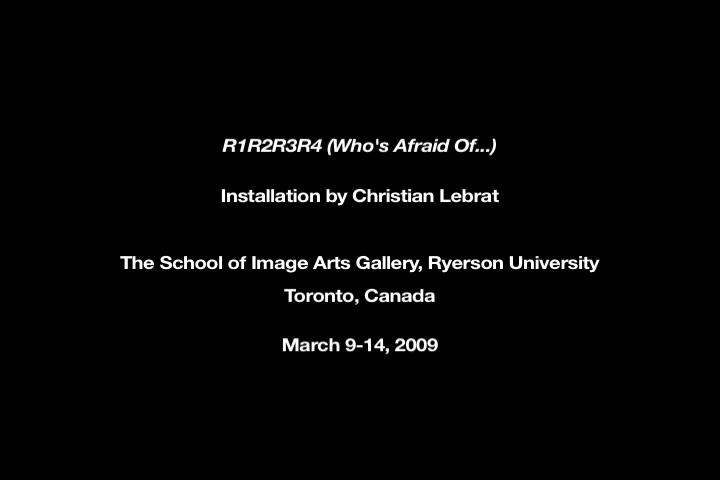 R1R2R3R4 (Who's Afraid Of...)
Installation by Christian Lebrat
The School of Image Arts Gallery, Ryerson University
Toronto, Canada
March 9-14, 2009